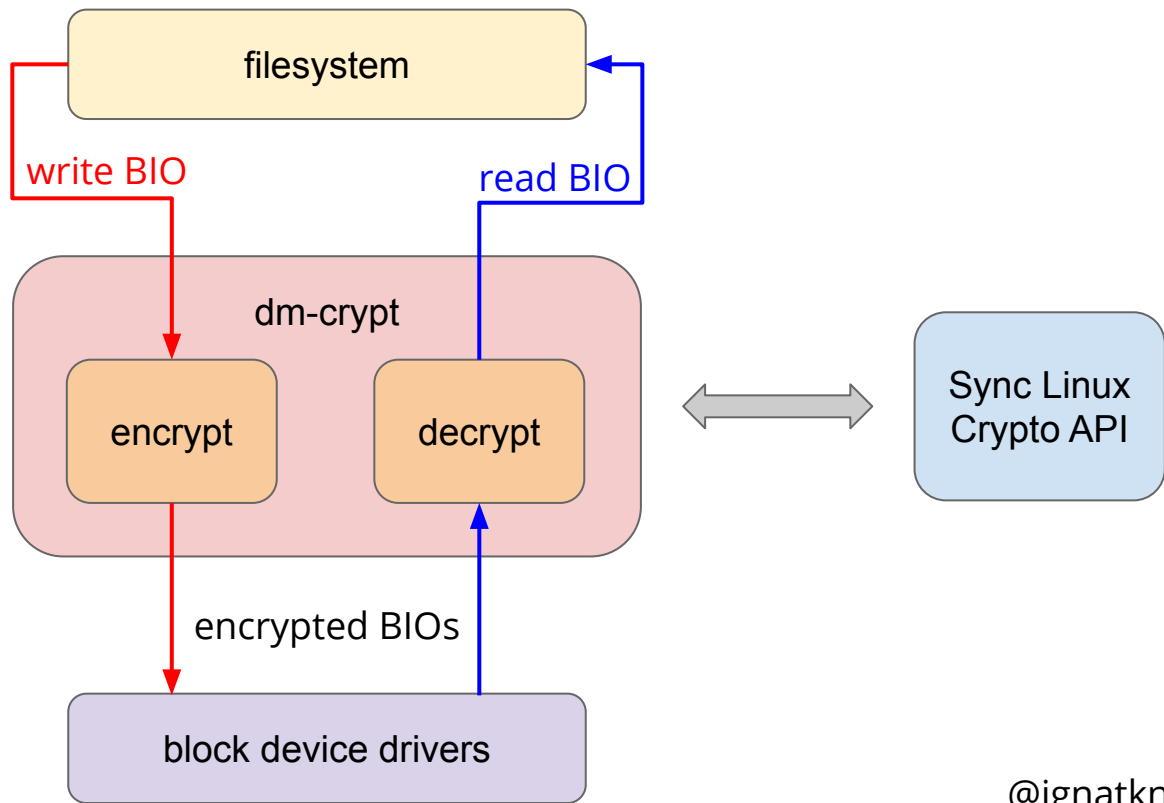 filesystem
write BIO
read BIO
dm-crypt
encrypt
decrypt
Sync Linux
Crypto API
encrypted BIOs
block device drivers